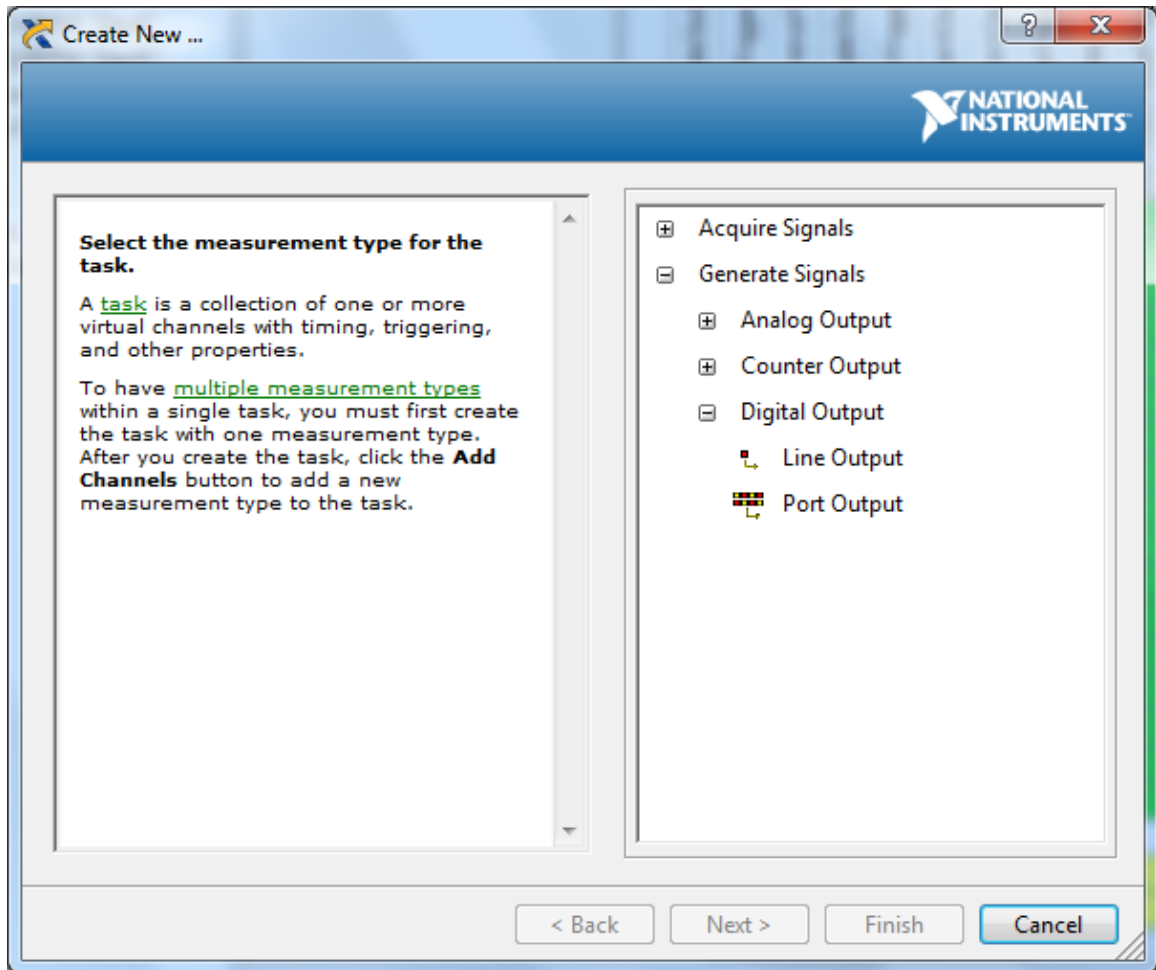 Create New ...
NATIONAL
INSTRUMENTS
Select the measurement type for the
task.
A task is a collection of one or more
virtual channels with timing, triggering,
and other properties.
To have multiple measurement types
within a single task, you must first create
the task with one measurement type.
After you create the task, click the Add
Channels button to add a new
measurement type to the task.
Acquire Signals
Generate Signals
Analog Output
Counter Output
Digital Output
Line Output
Port Output
< Back
Next >
Finish
Cancel